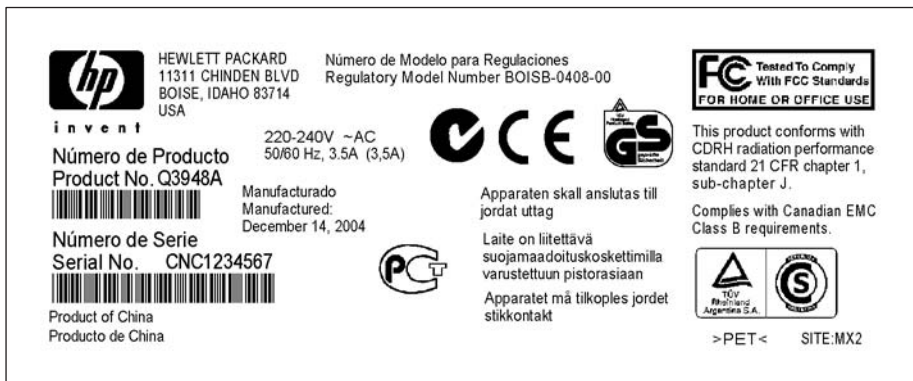 hp
invent
HEWLETT PACKARD
11311 CHINDEN BLVD
BOISE, IDAHO 83714
USA
Número de Modelo para Regulaciones
Regulatory Model Number BOISB-0408-00
220-240V ~AC
50/60 Hz, 3.5A (3,5A)
Número de Producto
Product No. Q3948A
Manufacturado
Manufactured:
December 14, 2004
Número de Serie
Serial No. CNC1234567
Product of China
Producto de China
CE
GS
PCT
Apparaten skall anslutas till
jordat uttag
Laite on liitettävä
suojamaadoituskoskettimilla
varustettuun pistorasiaan
Apparatet må tilkoples jordet
stikkontakt
FC
Tested To Comply
With FCC Standards
FOR HOME OR OFFICE USE
This product conforms with
CDRH radiation performance
standard 21 CFR chapter 1,
sub-chapter J.
Complies with Canadian EMC
Class B requirements.
TÜV
Rheinland
Argentina S.A.
S
>PET<
SITE:MX2